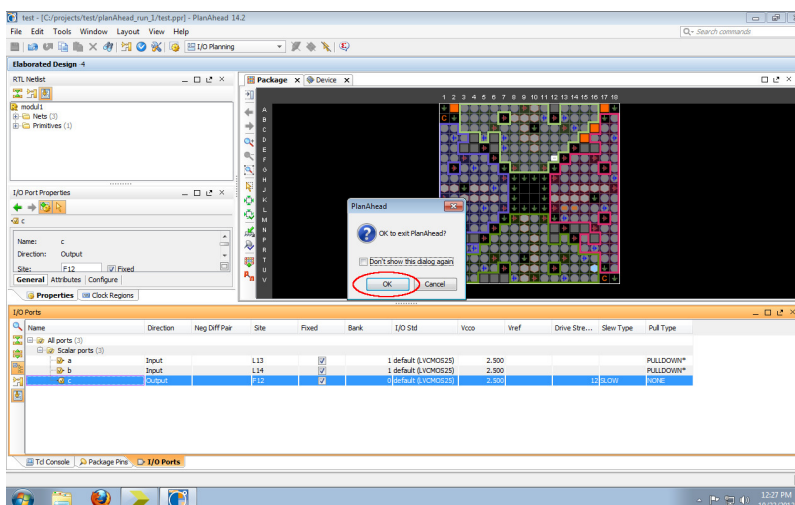 test - [C:/projects/test/planAhead_run_1/test.ppr] - PlanAhead 14.2
File Edit Tools Window Layout View Help
Search commands
I/O Planning
Elaborated Design
RTL Netlist
modul1
Nets (3)
Primitives (1)
I/O Port Properties
c
Name: c
Direction: Output
Site: F12 Fixed
General Attributes Configure
Properties Clock Regions
Package Device
1 2 3 4 5 6 7 8 9 10 11 12 13 14 15 16 17 18
A
B
C
D
E
F
G
H
J
K
L
M
N
P
R
T
U
V
C
C
PlanAhead
OK to exit PlanAhead?
Don't show this dialog again
OK Cancel
I/O Ports
Name Direction Neg Diff Pair Site Fixed Bank I/O Std Vcco Vref Drive Stre... Slew Type Pull Type
All ports (3)
Scalar ports (3)
a Input L13 1 default (LVCMOS25) 2.500 PULLDOWN*
b Input L14 1 default (LVCMOS25) 2.500 PULLDOWN*
c Output F12 0 default (LVCMOS25) 2.500 12 SLOW NONE
Tcl Console Package Pins I/O Ports
12:27 PM